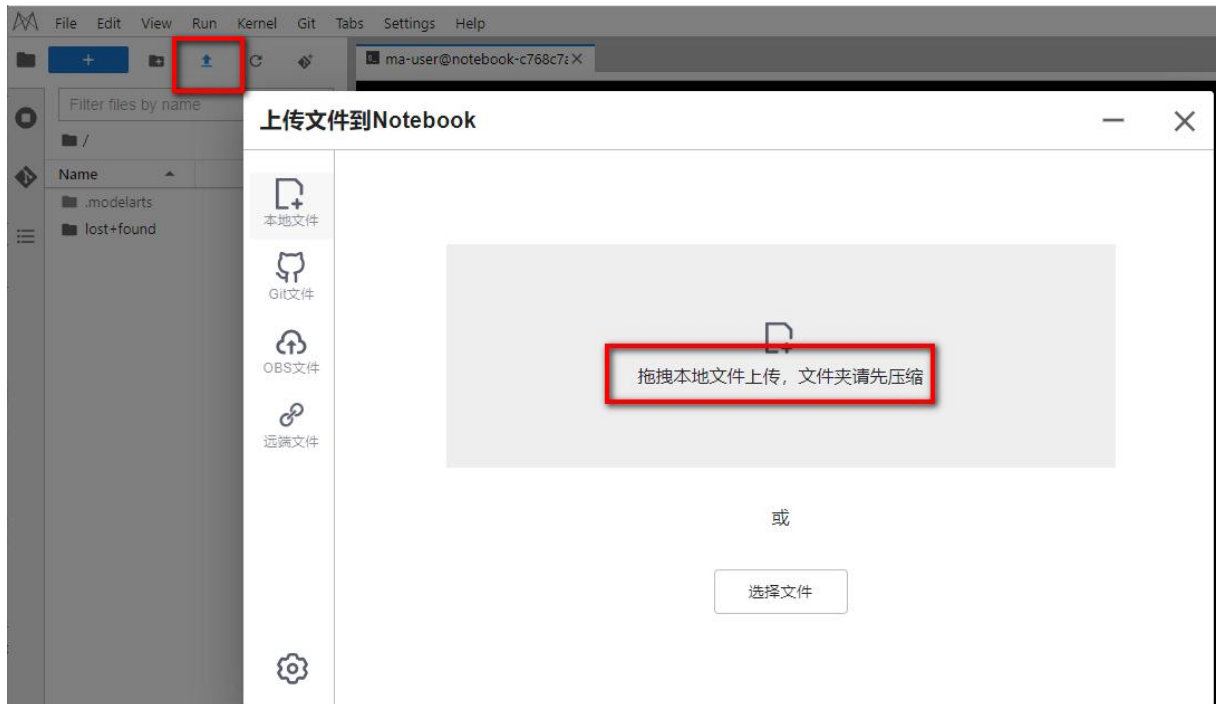 File Edit View Run Kernel Git Tabs Settings Help
+
ma-user@notebook-c768c7a
Filter files by name
/
Name
.modelarts
lost+found
上传文件到Notebook
本地文件
Git文件
OBS文件
远端文件
拖拽本地文件上传，文件夹请先压缩
或
选择文件